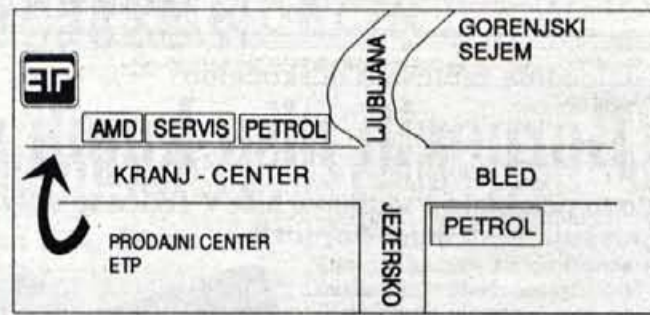 GORENJSKI
SEJEM
LJUBLJANA
ETP
AMD SERVIS PETROL
KRANJ - CENTER
BLED
JEZERSKO
PETROL
PRODAJNI CENTER
ETP